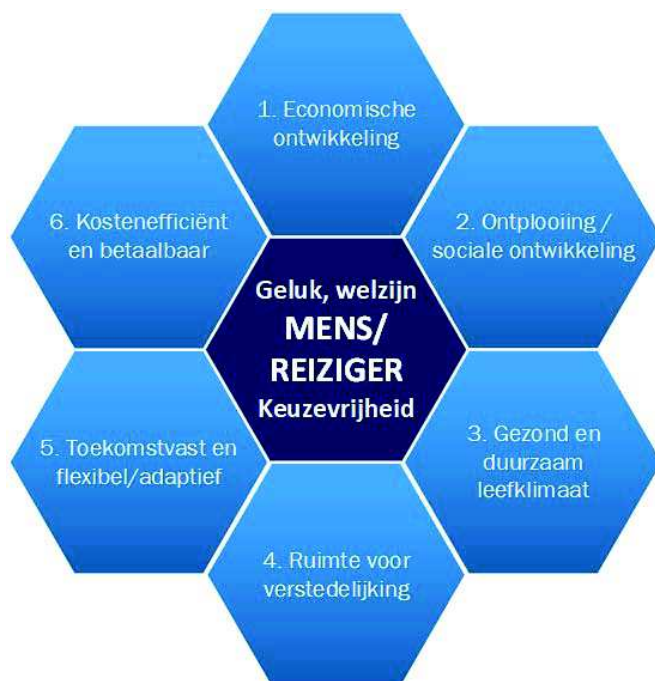 1. Economische
ontwikkeling
2. Ontplooiing /
sociale ontwikkeling
3. Gezond en
duurzaam
leefklimaat
4. Ruimte voor
verstedelijking
5. Toekomstvast en
flexibel/adaptief
6. Kostenefficiënt
en betaalbaar
Geluk, welzijn
MENS/
REIZIGER
Keuzevrijheid